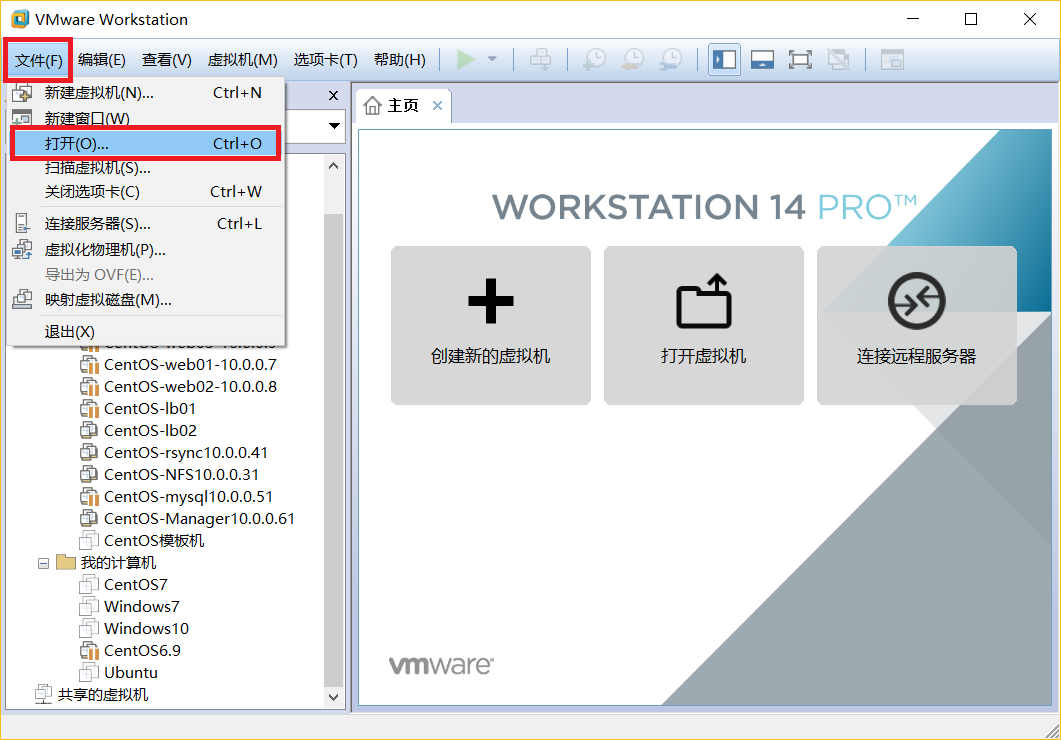 VMware Workstation
文件(F) 编辑(E) 查看(V) 虚拟机(M) 选项卡(T) 帮助(H)
新建虚拟机(N)... Ctrl+N
新建窗口(W)
打开(O)... Ctrl+O
扫描虚拟机(S)...
关闭选项卡(C) Ctrl+W
连接服务器(S)... Ctrl+L
虚拟化物理机(P)...
导出为 OVF(E)...
映射虚拟磁盘(M)...
退出(X)
CentOS-web01-10.0.0.7
CentOS-web02-10.0.0.8
CentOS-lb01
CentOS-lb02
CentOS-rsync10.0.0.41
CentOS-NFS10.0.0.31
CentOS-mysql10.0.0.51
CentOS-Manager10.0.0.61
CentOS模板机
我的计算机
CentOS7
Windows7
Windows10
CentOS6.9
Ubuntu
共享的虚拟机
主页
WORKSTATION 14 PRO™
创建新的虚拟机
打开虚拟机
连接远程服务器
vmware®